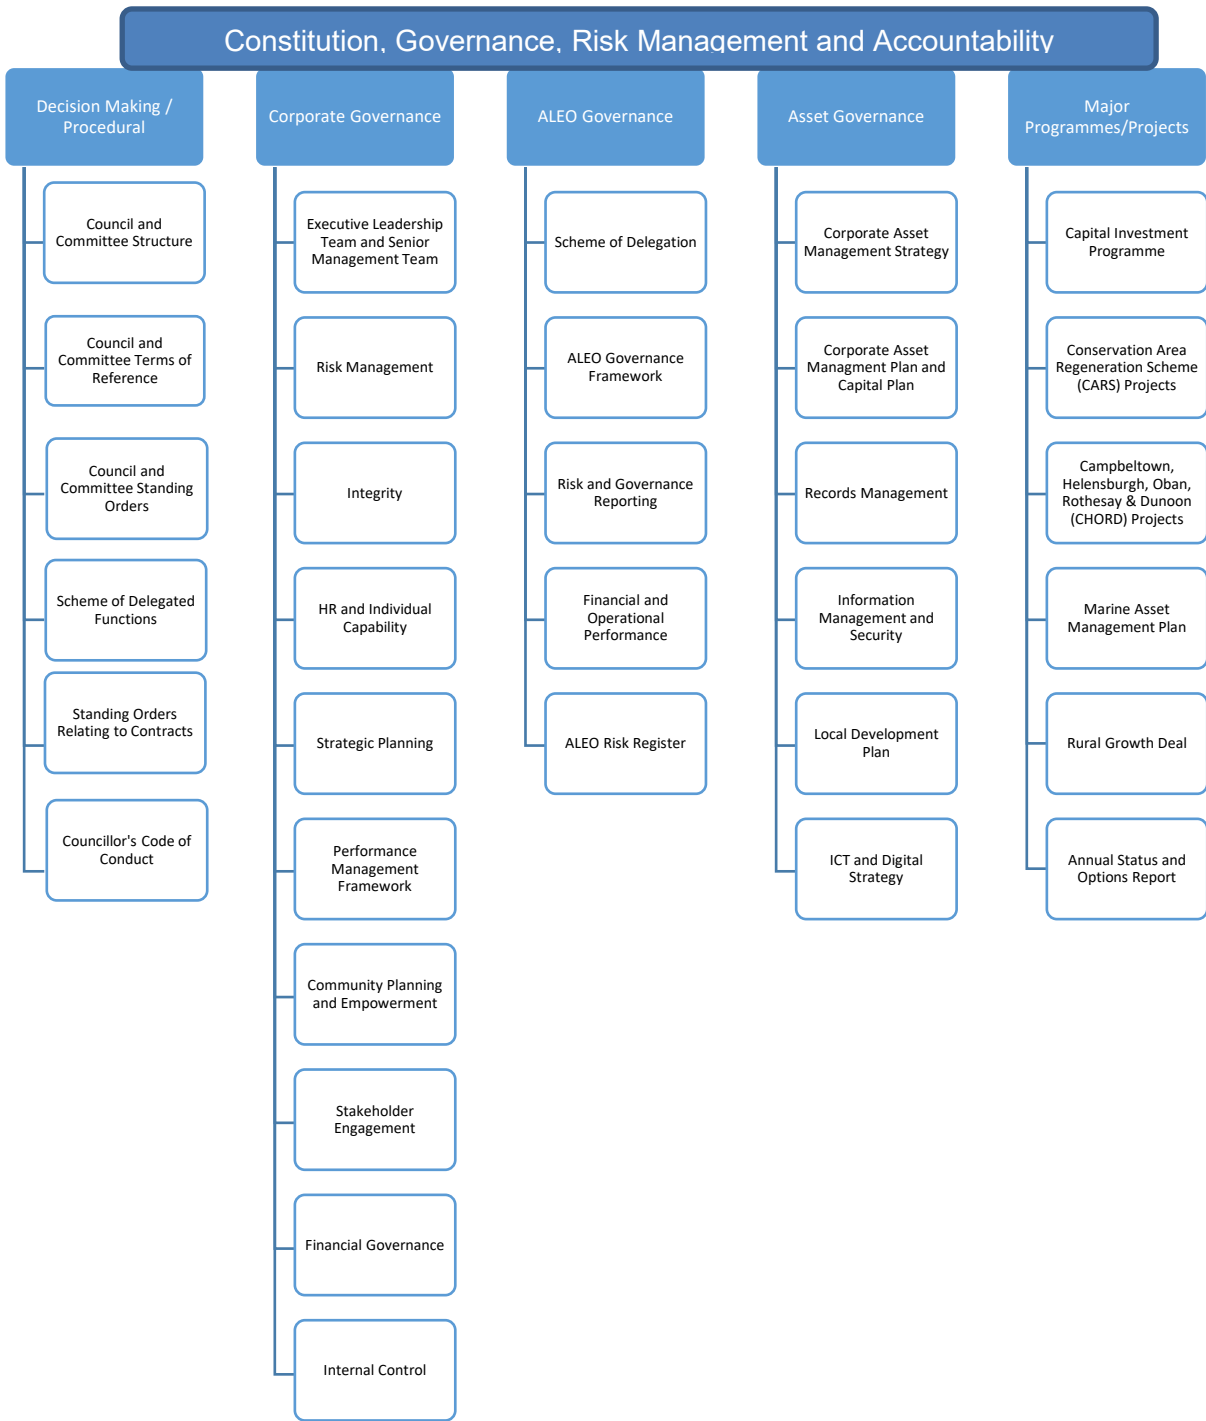 Constitution, Governance, Risk Management and Accountability
Decision Making /
Procedural
Council and
Committee Structure
Council and
Committee Terms of
Reference
Council and
Committee Standing
Orders
Scheme of Delegated
Functions
Standing Orders
Relating to Contracts
Councillor's Code of
Conduct
Corporate Governance
Executive Leadership
Team and Senior
Management Team
Risk Management
Integrity
HR and Individual
Capability
Strategic Planning
Performance
Management
Framework
Community Planning
and Empowerment
Stakeholder
Engagement
Financial Governance
Internal Control
ALEO Governance
Scheme of Delegation
ALEO Governance
Framework
Risk and Governance
Reporting
Financial and
Operational
Performance
ALEO Risk Register
Asset Governance
Corporate Asset
Management Strategy
Corporate Asset
Managment Plan and
Capital Plan
Records Management
Information
Management and
Security
Local Development
Plan
ICT and Digital
Strategy
Major
Programmes/Projects
Capital Investment
Programme
Conservation Area
Regeneration Scheme
(CARS) Projects
Campbeltown,
Helensburgh, Oban,
Rothesay & Dunoon
(CHORD) Projects
Marine Asset
Management Plan
Rural Growth Deal
Annual Status and
Options Report